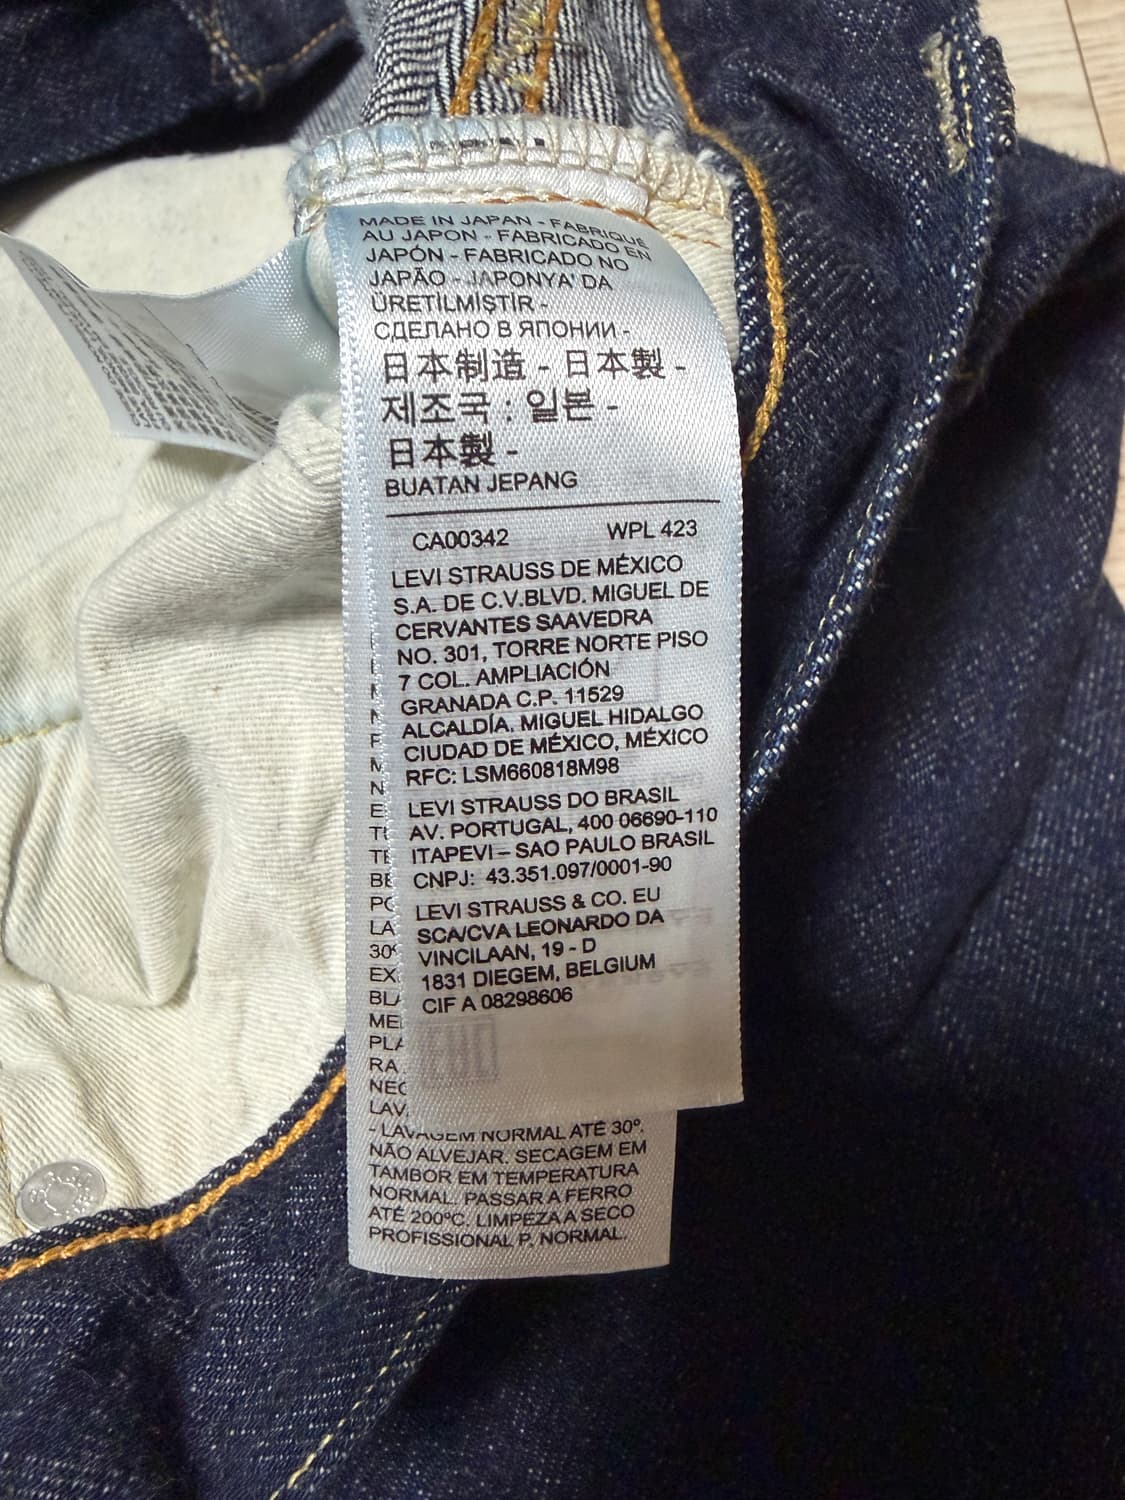 MADE IN JAPAN - FABRIQUÉ
AU JAPON - FABRICADO EN
JAPÓN - FABRICADO NO
JAPÃO - JAPONYA' DA
ÜRETİLMİŞTİR -
СДЕЛАНО В ЯПОНИИ -
日本制造 - 日本製 -
제조국 : 일본 -
日本製 -
BUATAN JEPANG
CA00342 WPL 423
LEVI STRAUSS DE MÉXICO
S.A. DE C.V.BLVD. MIGUEL DE
CERVANTES SAAVEDRA
NO. 301, TORRE NORTE PISO
7 COL. AMPLIACIÓN
GRANADA C.P. 11529
ALCALDÍA, MIGUEL HIDALGO
CIUDAD DE MÉXICO, MÉXICO
RFC: LSM660818M98
LEVI STRAUSS DO BRASIL
AV. PORTUGAL, 400 06690-110
ITAPEVI – SAO PAULO BRASIL
CNPJ: 43.351.097/0001-90
LEVI STRAUSS & CO. EU
SCA/CVA LEONARDO DA
VINCILAAN, 19 - D
1831 DIEGEM, BELGIUM
CIF A 08298606
- LAVAGEM NORMAL ATÉ 30º.
NÃO ALVEJAR. SECAGEM EM
TAMBOR EM TEMPERATURA
NORMAL. PASSAR A FERRO
ATÉ 200ºC. LIMPEZA A SECO
PROFISSIONAL P, NORMAL.